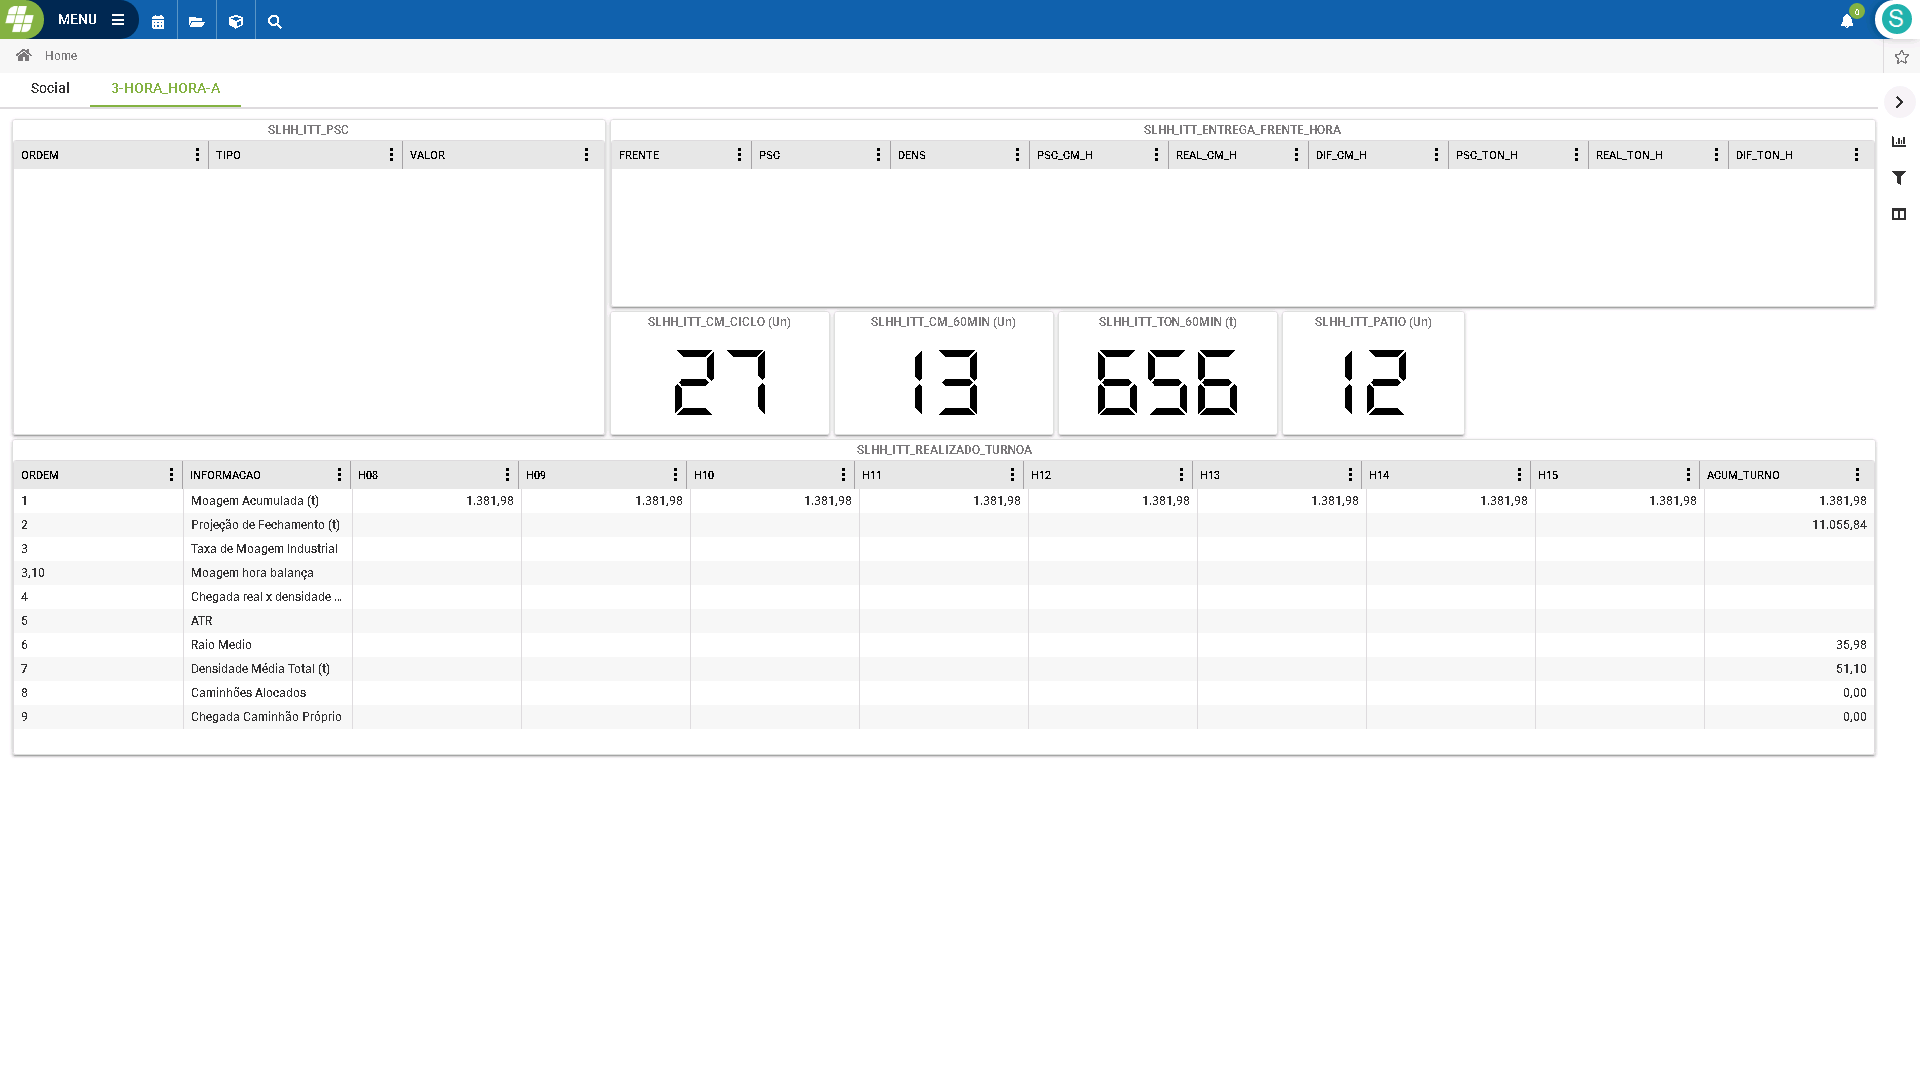 MENU
0
S
Home
Social 3-HORA_HORA-A
SLHH_ITT_PSC
ORDEM TIPO VALOR
SLHH_ITT_ENTREGA_FRENTE_HORA
FRENTE PSC DENS PSC_CM_H REAL_CM_H DIF_CM_H PSC_TON_H REAL_TON_H DIF_TON_H
SLHH_ITT_CM_CICLO (Un)
27
SLHH_ITT_CM_60MIN (Un)
13
SLHH_ITT_TON_60MIN (t)
656
SLHH_ITT_PATIO (Un)
12
SLHH_ITT_REALIZADO_TURNOA
ORDEM INFORMACAO H08 H09 H10 H11 H12 H13 H14 H15 ACUM_TURNO
1 Moagem Acumulada (t) 1.381,98 1.381,98 1.381,98 1.381,98 1.381,98 1.381,98 1.381,98 1.381,98 1.381,98
2 Projeção de Fechamento (t) 11.055,84
3 Taxa de Moagem Industrial
3,10 Moagem hora balança
4 Chegada real x densidade ...
5 ATR
6 Raio Medio 35,98
7 Densidade Média Total (t) 51,10
8 Caminhões Alocados 0,00
9 Chegada Caminhão Próprio 0,00